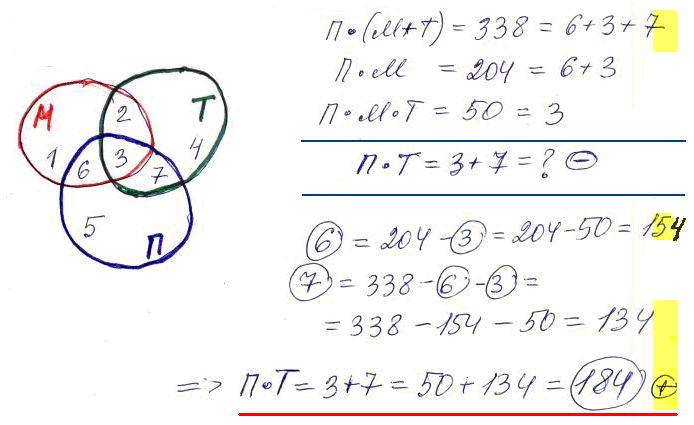 П•(М+Т) = 338 = 6+3+7
П•М = 204 = 6+3
П•М•Т = 50 = 3
П•Т = 3+7 = ? ⊖
М
2
Т
1
6
3
4
7
5
П
⑥ = 204 - ③ = 204-50 = 154
⑦ = 338 - ⑥ - ③ =
= 338 - 154 - 50 = 134
=> П•Т = 3+7 = 50+134 = 184 ⊕